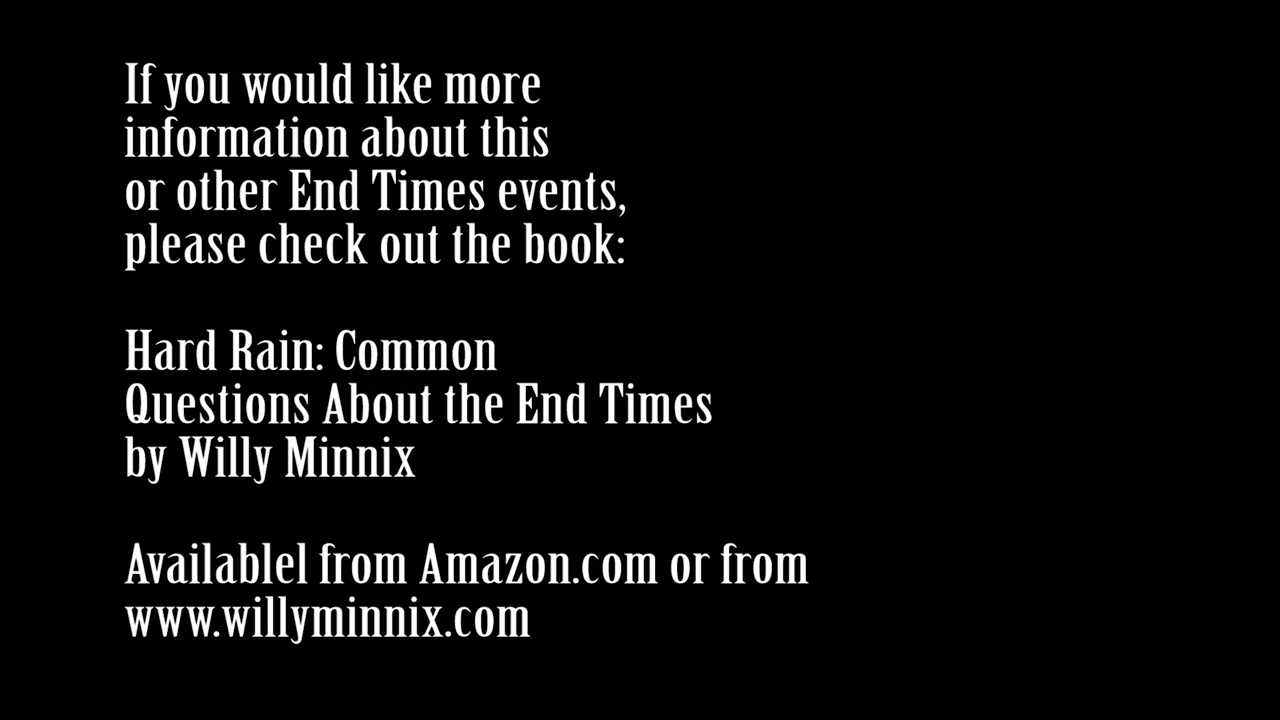 If you would like more
information about this
or other End Times events,
please check out the book:
Hard Rain: Common
Questions About the End Times
by Willy Minnix
Availablel from Amazon.com or from
www.willyminnix.com